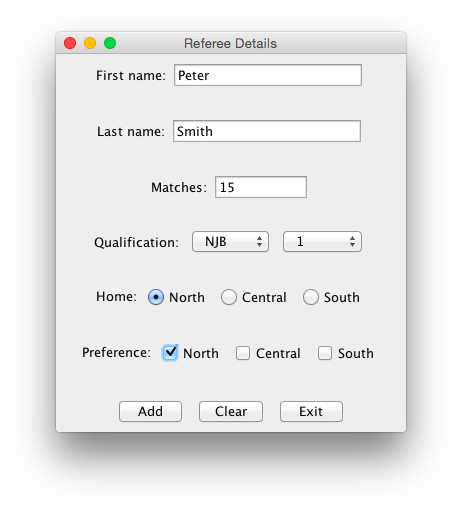 Referee Details
First name: Peter
Last name: Smith
Matches: 15
Qualification: NJB 1
Home: North Central South
Preference: North Central South
Add Clear Exit